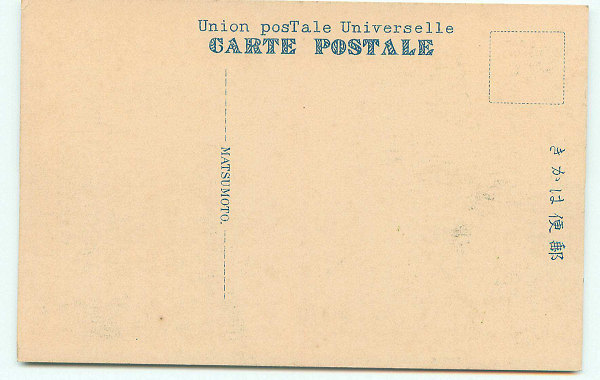 Union posTale Universelle
CARTE POSTALE
MATSUMOTO.
きかは便郵